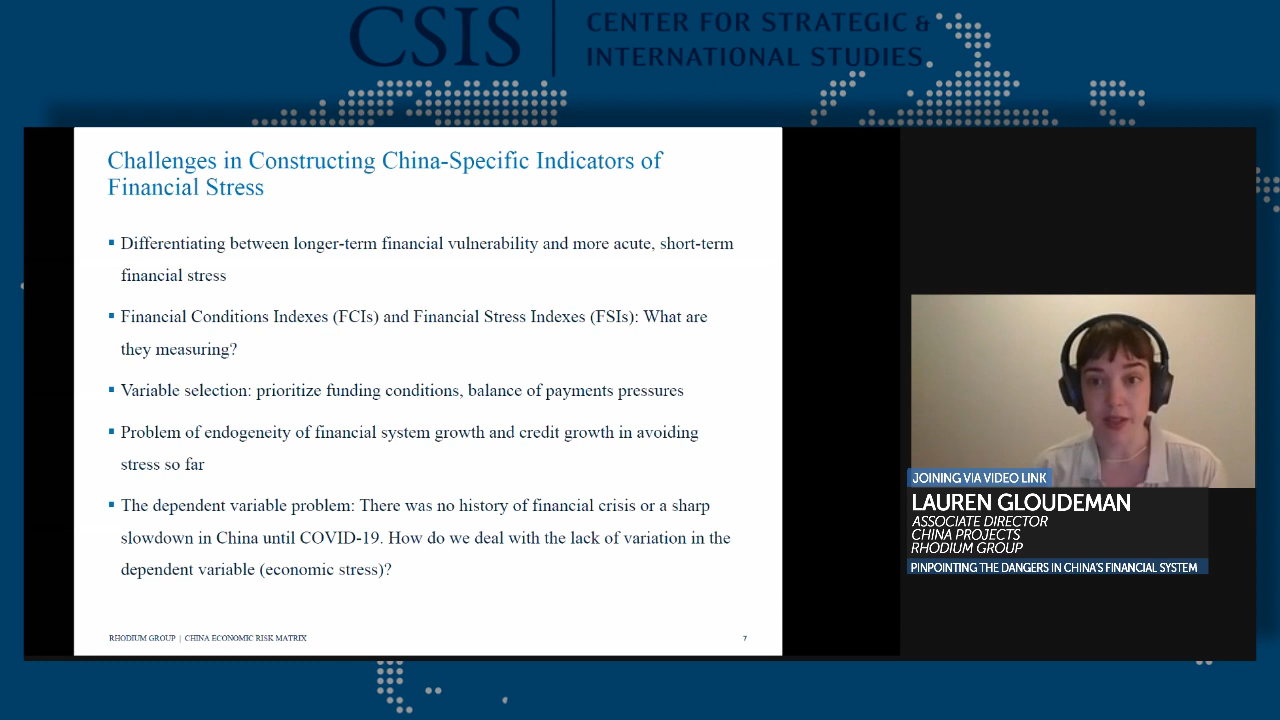 CSIS
CENTER FOR STRATEGIC &
INTERNATIONAL STUDIES
Challenges in Constructing China-Specific Indicators of
Financial Stress
▪ Differentiating between longer-term financial vulnerability and more acute, short-term
financial stress
▪ Financial Conditions Indexes (FCIs) and Financial Stress Indexes (FSIs): What are
they measuring?
▪ Variable selection: prioritize funding conditions, balance of payments pressures
▪ Problem of endogeneity of financial system growth and credit growth in avoiding
stress so far
▪ The dependent variable problem: There was no history of financial crisis or a sharp
slowdown in China until COVID-19. How do we deal with the lack of variation in the
dependent variable (economic stress)?
RHODIUM GROUP | CHINA ECONOMIC RISK MATRIX
7
JOINING VIA VIDEO LINK
LAUREN GLOUDEMAN
ASSOCIATE DIRECTOR
CHINA PROJECTS
RHODIUM GROUP
PINPOINTING THE DANGERS IN CHINA'S FINANCIAL SYSTEM